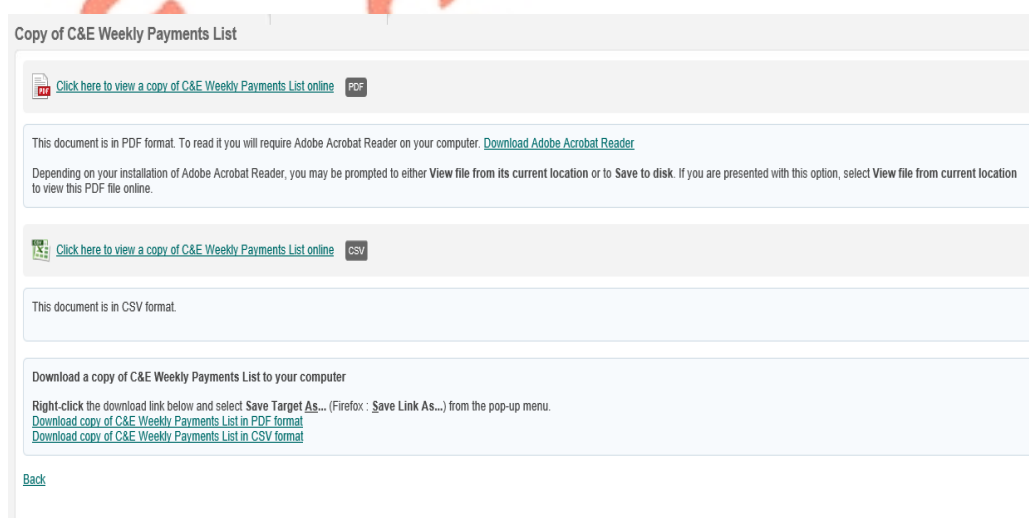 Copy of C&E Weekly Payments List
Click here to view a copy of C&E Weekly Payments List online PDF
This document is in PDF format. To read it you will require Adobe Acrobat Reader on your computer. Download Adobe Acrobat Reader
Depending on your installation of Adobe Acrobat Reader, you may be prompted to either View file from its current location or to Save to disk. If you are presented with this option, select View file from current location
to view this PDF file online.
Click here to view a copy of C&E Weekly Payments List online CSV
This document is in CSV format.
Download a copy of C&E Weekly Payments List to your computer
Right-click the download link below and select Save Target As... (Firefox : Save Link As...) from the pop-up menu.
Download copy of C&E Weekly Payments List in PDF format
Download copy of C&E Weekly Payments List in CSV format
Back